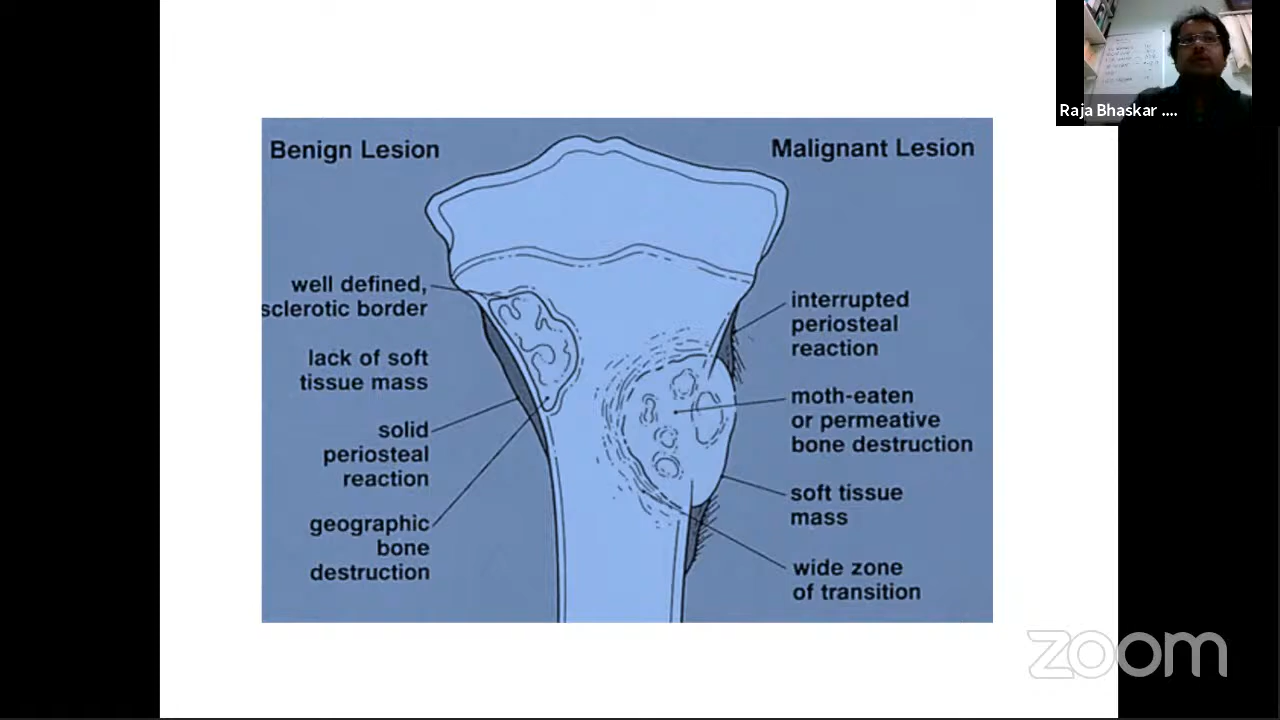 Benign Lesion
well defined,
sclerotic border
lack of soft
tissue mass
solid
periosteal
reaction
geographic
bone
destruction
Malignant Lesion
interrupted
periosteal
reaction
moth-eaten
or permeative
bone destruction
soft tissue
mass
wide zone
of transition
Raja Bhaskar ....
zoom